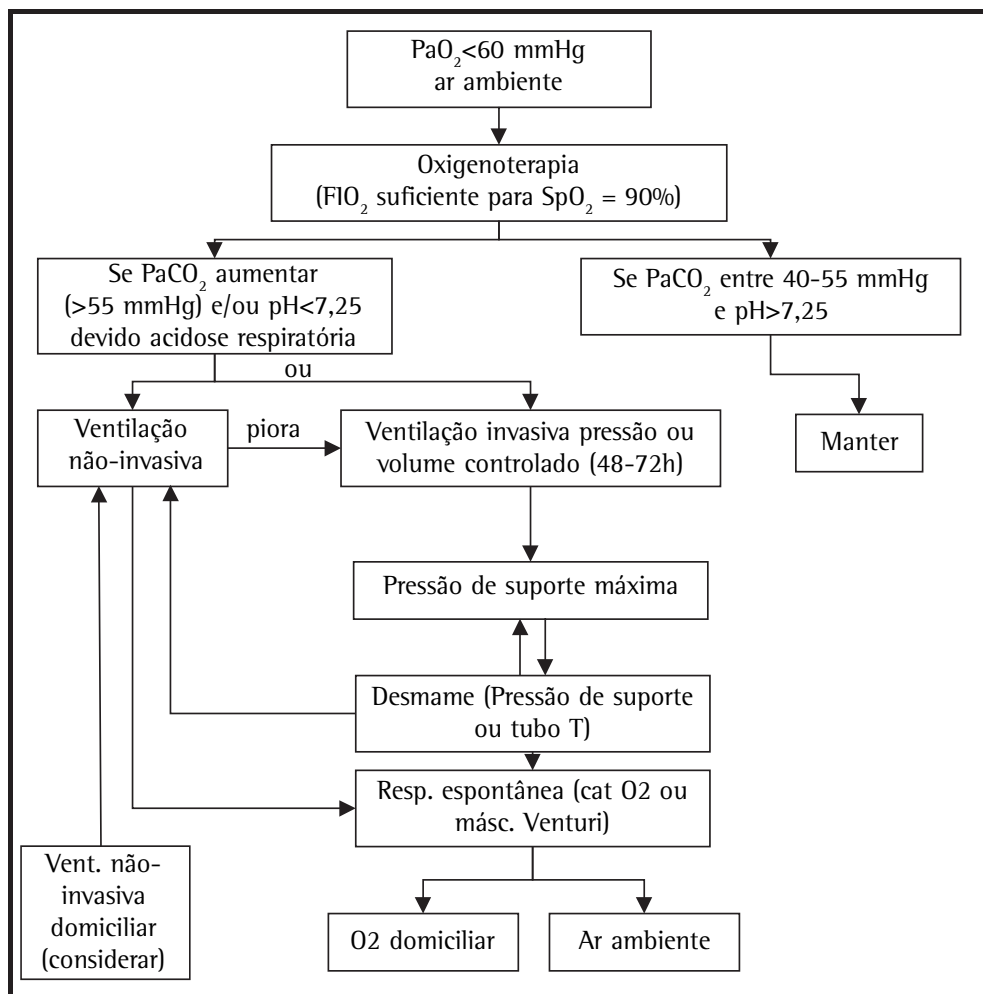 PaO₂<60 mmHg
ar ambiente
Oxigenoterapia
(FIO₂ suficiente para SpO₂ = 90%)
Se PaCO₂ aumentar
(>55 mmHg) e/ou pH<7,25
devido acidose respiratória
Se PaCO₂ entre 40-55 mmHg
e pH>7,25
ou
Ventilação
não-invasiva
piora
Ventilação invasiva pressão ou
volume controlado (48-72h)
Manter
Pressão de suporte máxima
Desmame (Pressão de suporte
ou tubo T)
Resp. espontânea (cat O2 ou
másc. Venturi)
Vent. não-
invasiva
domiciliar
(considerar)
O2 domiciliar
Ar ambiente